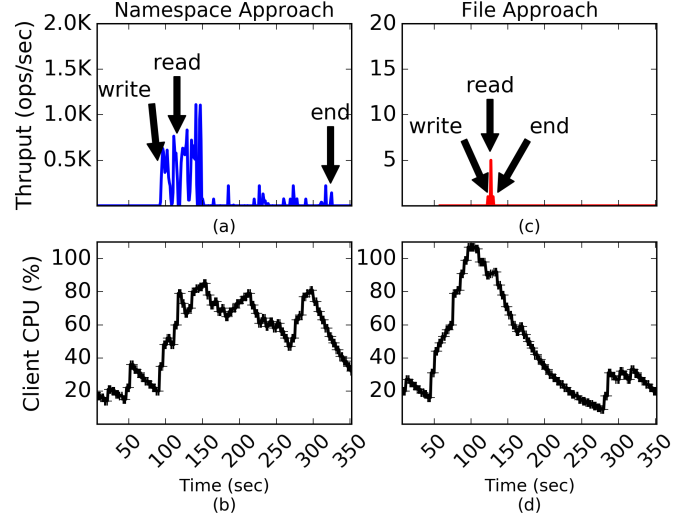 Namespace Approach
File Approach
Thruput (ops/sec)
2.0K
1.5K
1.0K
0.5K
write
read
end
(a)
20
15
10
5
write
read
end
(c)
Client CPU (%)
100
80
60
40
20
50
100
150
200
250
300
350
Time (sec)
(b)
100
80
60
40
20
50
100
150
200
250
300
350
Time (sec)
(d)